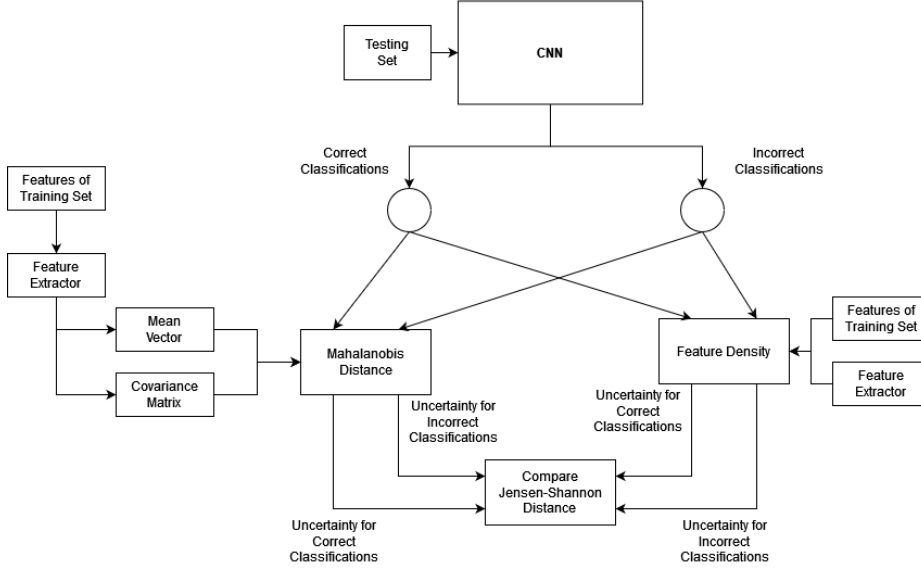 Testing
Set
CNN
Correct
Classifications
Incorrect
Classifications
Features of
Training Set
Feature
Extractor
Mean
Vector
Covariance
Matrix
Mahalanobis
Distance
Feature Density
Features of
Training Set
Feature
Extractor
Uncertainty for
Incorrect
Classifications
Uncertainty for
Correct
Classifications
Compare
Jensen-Shannon
Distance
Uncertainty for
Correct
Classifications
Uncertainty for
Incorrect
Classifications